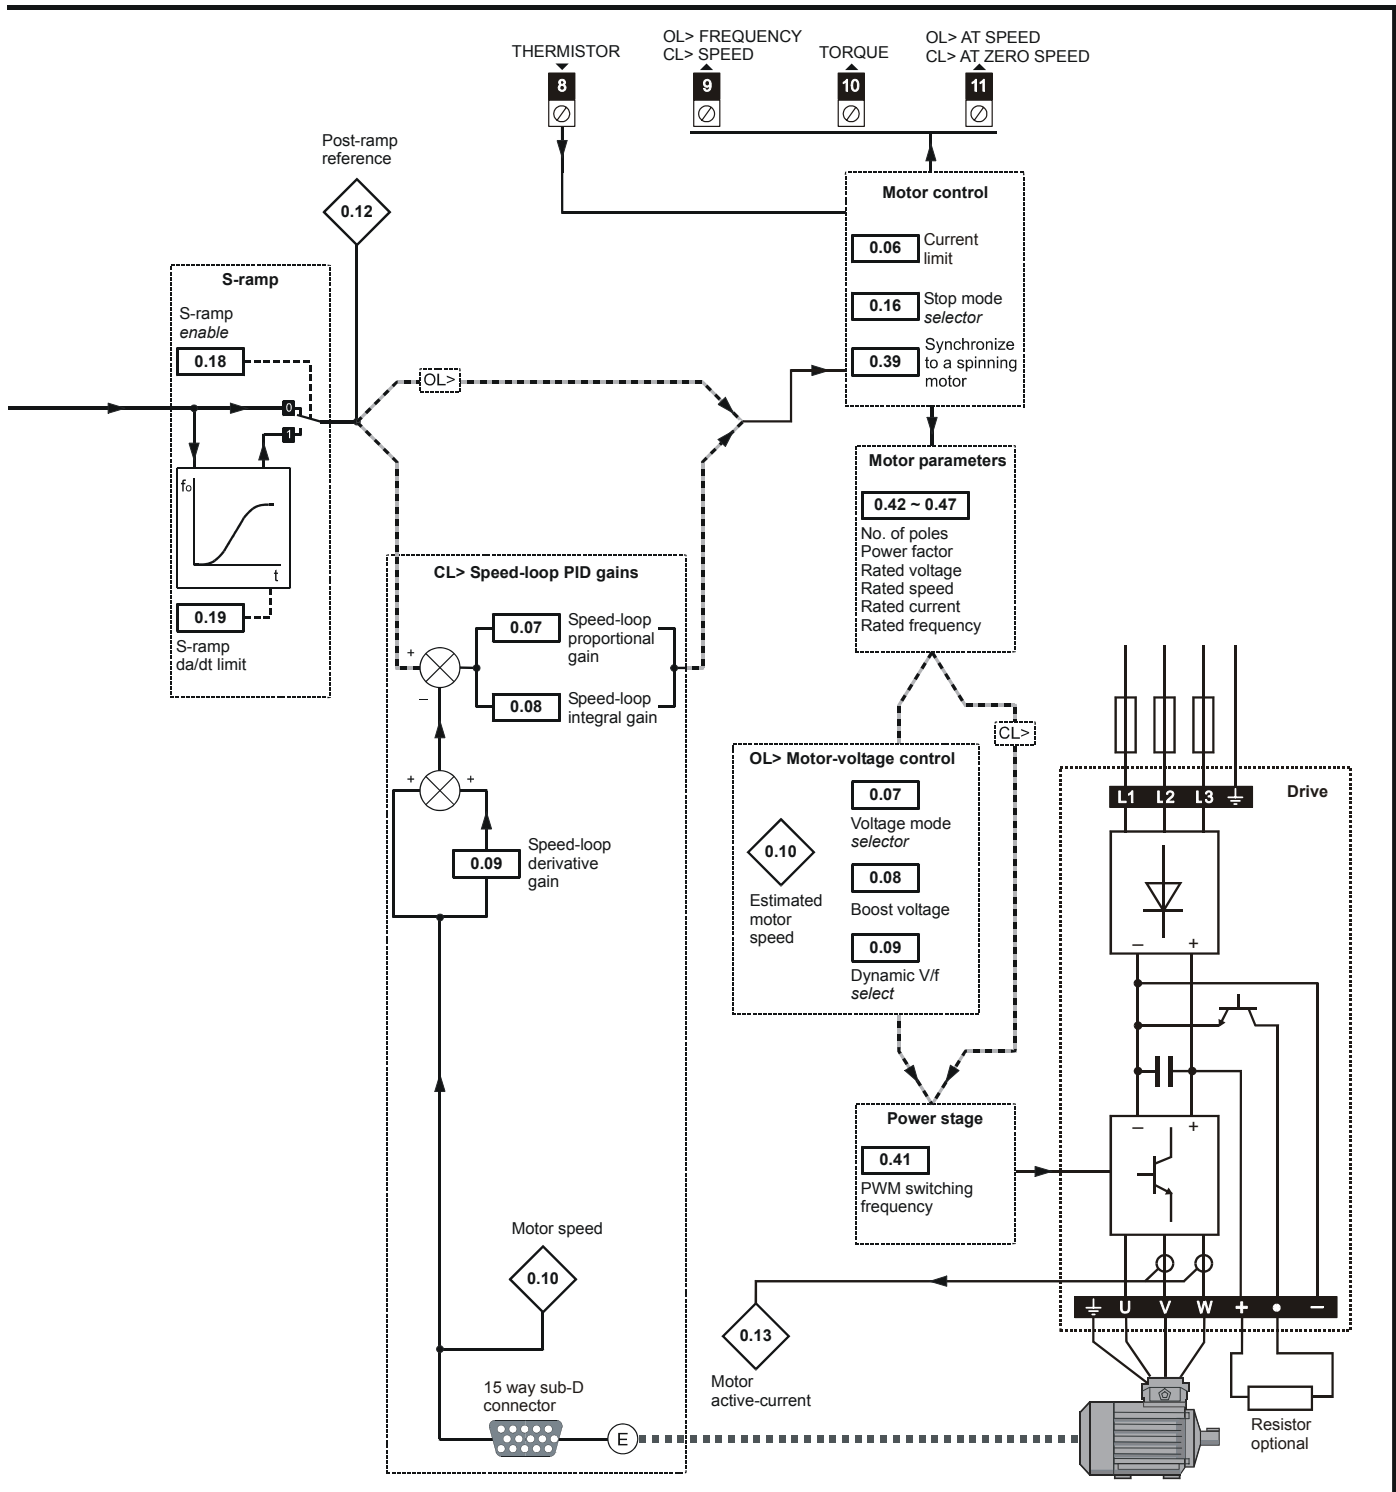 THERMISTOR
8
OL> FREQUENCY
CL> SPEED
9
TORQUE
10
OL> AT SPEED
CL> AT ZERO SPEED
11
Post-ramp
reference
0.12
Motor control
0.06
Current
limit
0.16
Stop mode
selector
0.39
Synchronize
to a spinning
motor
S-ramp
S-ramp
enable
0.18
0
1
fo
t
0.19
S-ramp
da/dt limit
OL>
Motor parameters
0.42 ~ 0.47
No. of poles
Power factor
Rated voltage
Rated speed
Rated current
Rated frequency
CL> Speed-loop PID gains
+
–
0.07
Speed-loop
proportional
gain
0.08
Speed-loop
integral gain
+ +
0.09
Speed-loop
derivative
gain
CL>
OL> Motor-voltage control
0.07
Voltage mode
selector
0.10
Estimated
motor
speed
0.08
Boost voltage
0.09
Dynamic V/f
select
L1 L2 L3
Drive
– +
Power stage
0.41
PWM switching
frequency
– +
Motor speed
0.10
U V W + • –
0.13
Motor
active-current
15 way sub-D
connector
E
Resistor
optional